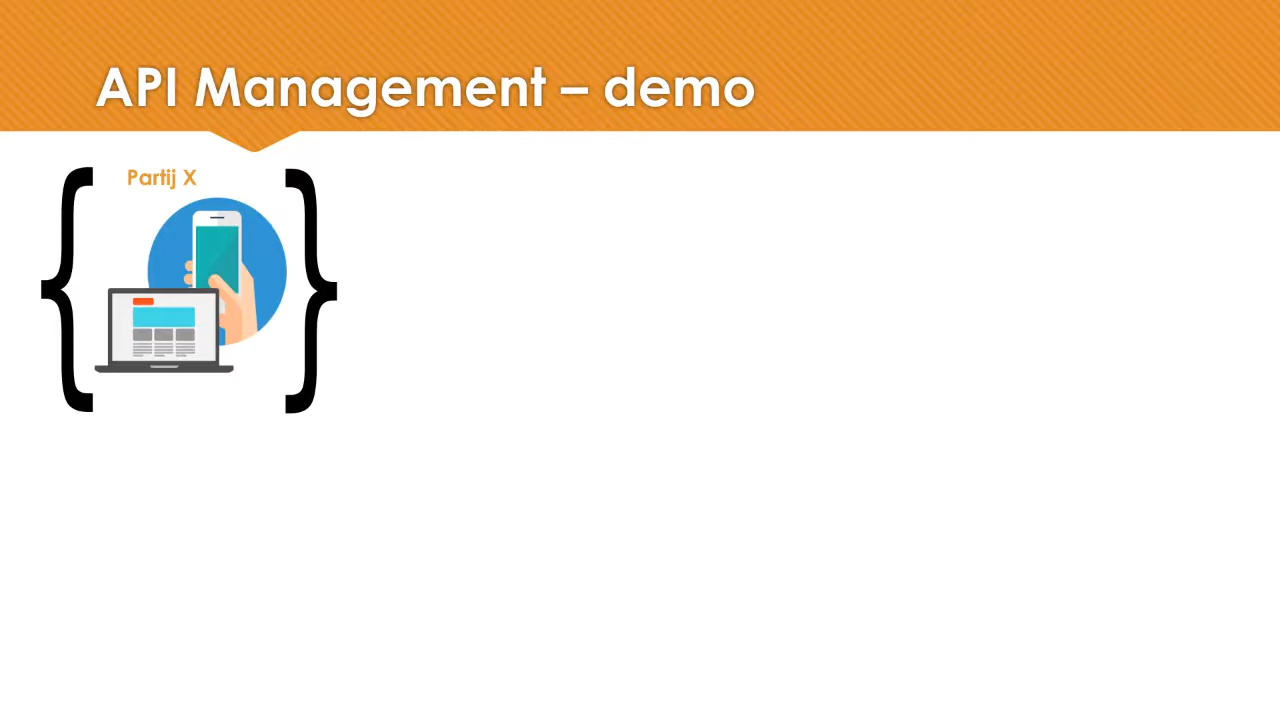 API Management – demo
Partij X